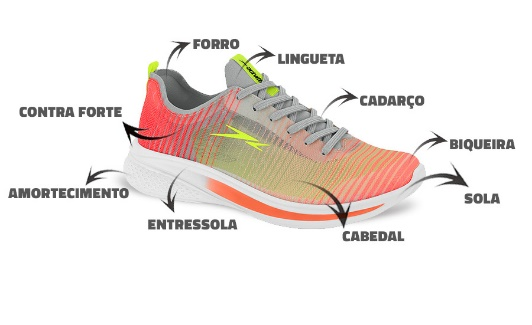 FORRO
LINGUETA
CADARÇO
CONTRA FORTE
BIQUEIRA
AMORTECIMENTO
SOLA
ENTRESSOLA
CABEDAL